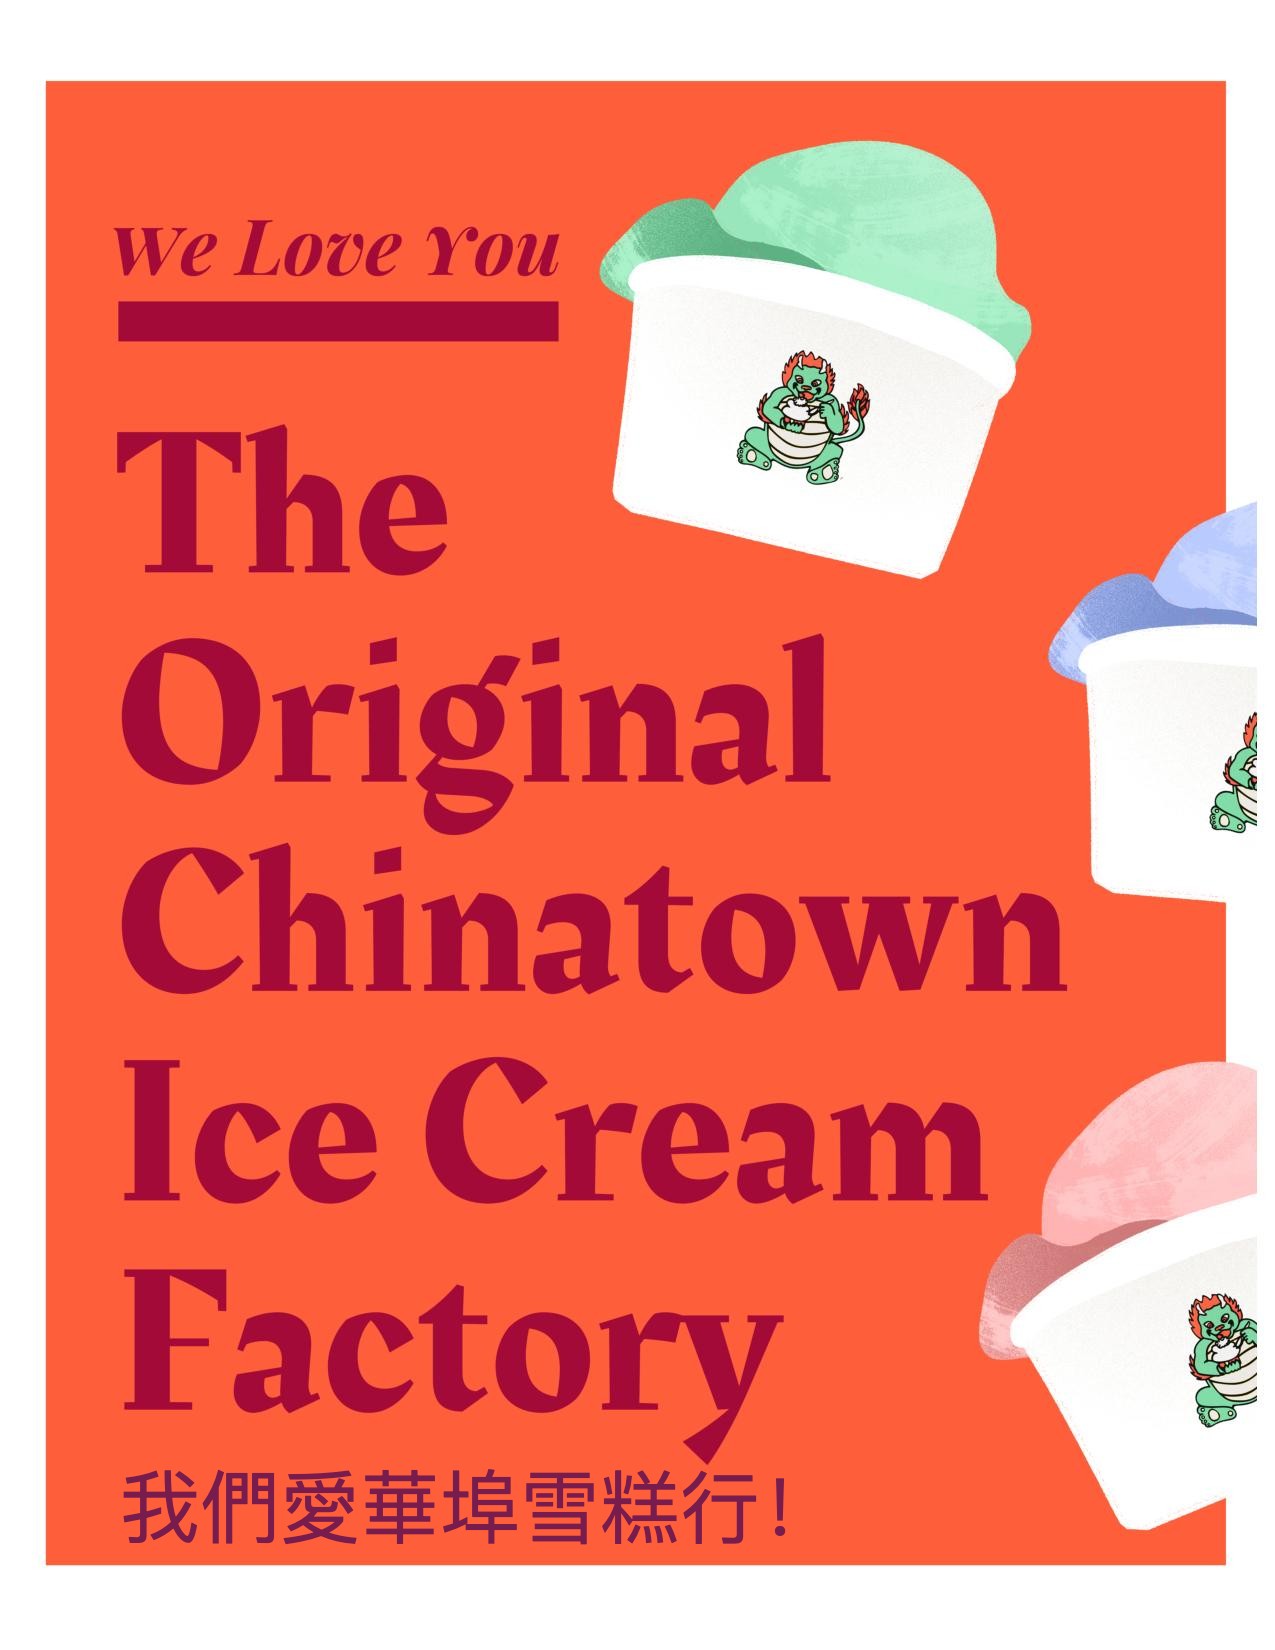 We Love You
The
Original
Chinatown
Ice Cream
Factory
我們愛華埠雪糕行!